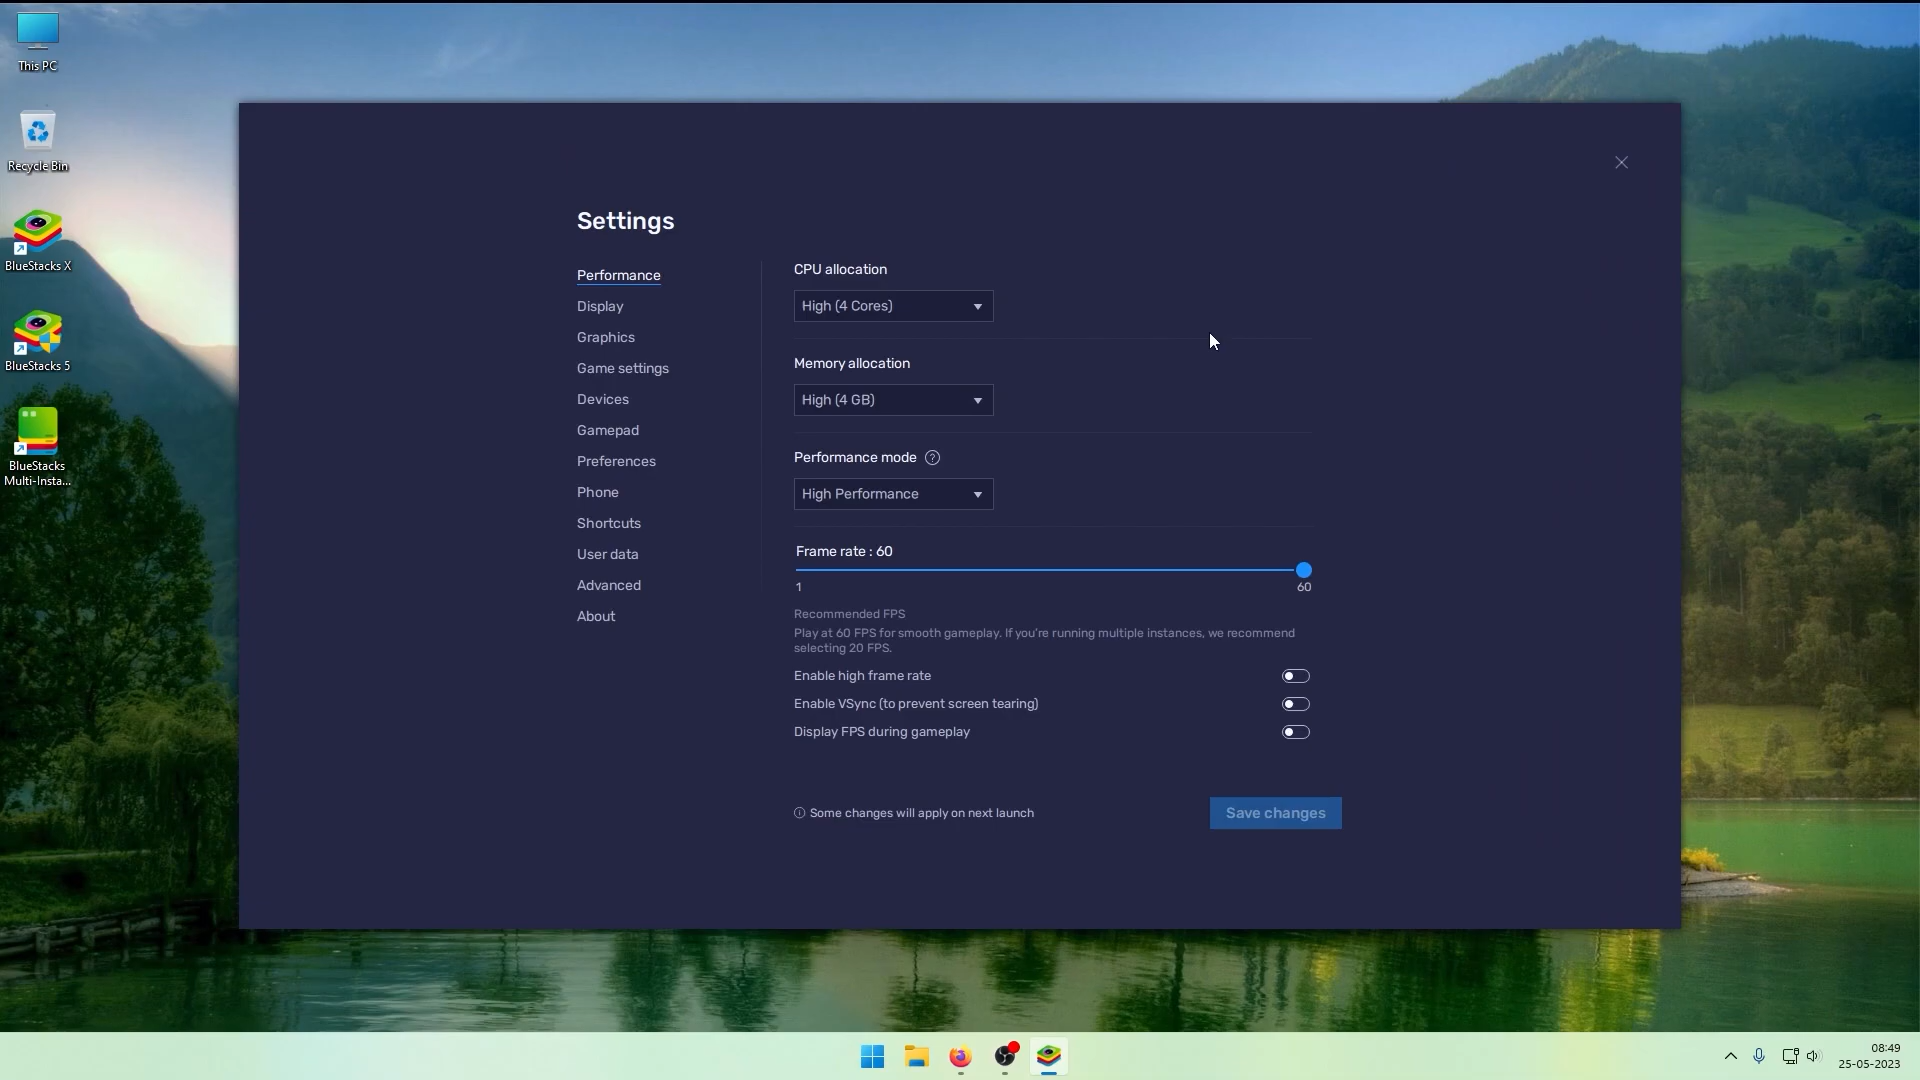 This PC
Recycle Bin
BlueStacks X
BlueStacks 5
BlueStacks
Multi-Insta...
Settings
Performance
Display
Graphics
Game settings
Devices
Gamepad
Preferences
Phone
Shortcuts
User data
Advanced
About
CPU allocation
High (4 Cores)
Memory allocation
High (4 GB)
Performance mode ?
High Performance
Frame rate : 60
1 60
Recommended FPS
Play at 60 FPS for smooth gameplay. If you're running multiple instances, we recommend
selecting 20 FPS.
Enable high frame rate
Enable VSync (to prevent screen tearing)
Display FPS during gameplay
Some changes will apply on next launch
Save changes
08:49
25-05-2023